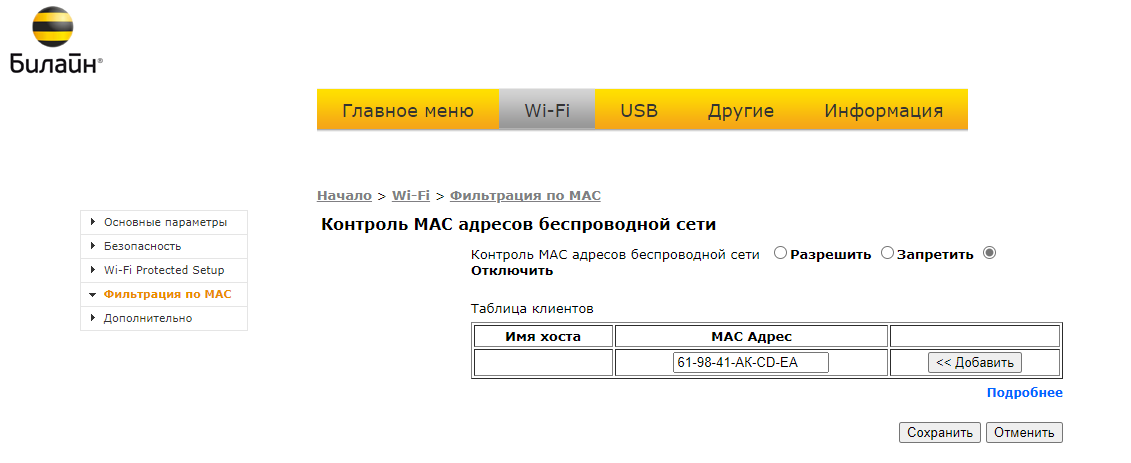 Билайн®
Главное меню Wi-Fi USB Другие Информация
Начало > Wi-Fi > Фильтрация по MAC
Основные параметры
Безопасность
Wi-Fi Protected Setup
Фильтрация по MAC
Дополнительно
Контроль MAC адресов беспроводной сети
Контроль MAC адресов беспроводной сети Разрешить Запретить
Отключить
Таблица клиентов
Имя хоста MAC Адрес
61-98-41-AK-CD-EA << Добавить
Подробнее
Сохранить Отменить